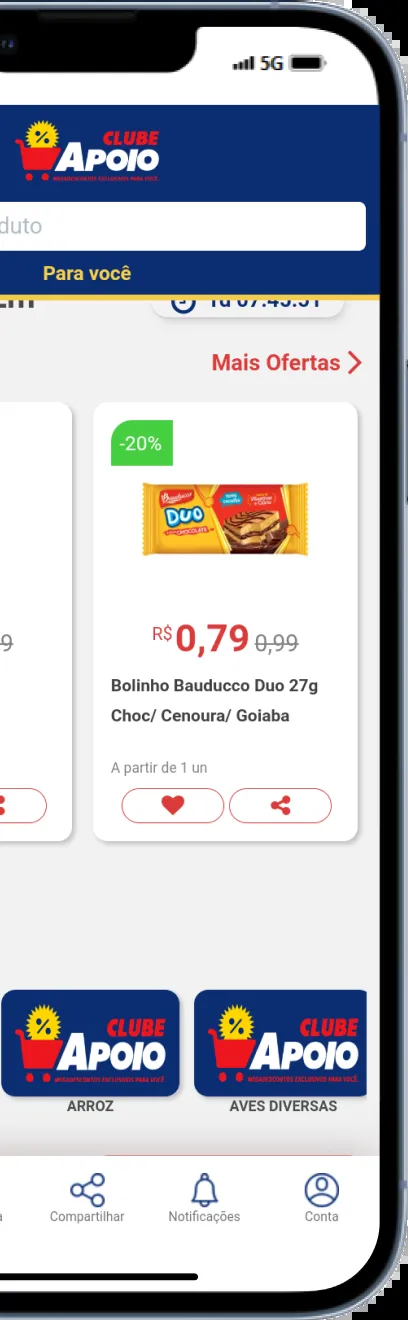 5G
CLUBE
APOIO
MEGADESCONTOS EXCLUSIVOS PARA VOCÊ.
duto
Para você
1d 07:45:51
Mais Ofertas
-20%
Bauducco
DUO
CHOCOLATE
R$0,79 0,99
9
Bolinho Bauducco Duo 27g
Choc/ Cenoura/ Goiaba
A partir de 1 un
CLUBE
APOIO
MEGADESCONTOS EXCLUSIVOS PARA VOCÊ.
CLUBE
APOIO
MEGADESCONTOS EXCLUSIVOS PARA VOCÊ.
ARROZ
AVES DIVERSAS
a
Compartilhar
Notificações
Conta